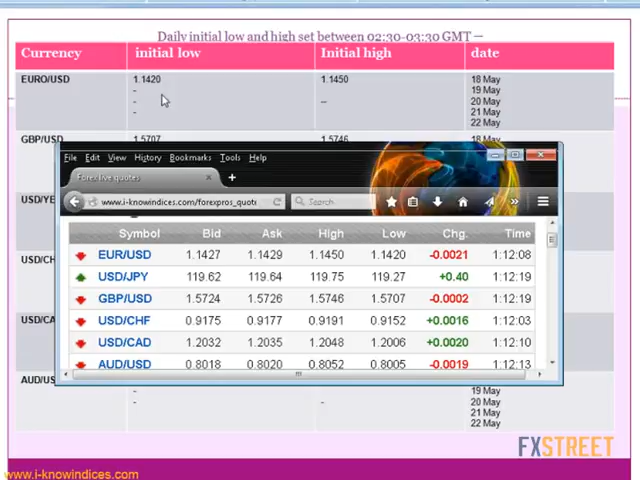 Daily initial low and high set between 02:30-03:30 GMT —
Currency initial low Initial high date
EURO/USD 1.1420 1.1450 18 May
- 19 May
- -- 20 May
- 21 May
22 May
GBP/USD 1.5707 1.5746 18 May
File Edit View History Bookmarks Tools Help
Forex live quotes × +
www.i-knowindices.com/forexpros_quot Search
USD/YE
Symbol Bid Ask High Low Chg. Time
EUR/USD 1.1427 1.1429 1.1450 1.1420 -0.0021 1:12:08
USD/CH
USD/JPY 119.62 119.64 119.75 119.27 +0.40 1:12:19
GBP/USD 1.5724 1.5726 1.5746 1.5707 -0.0002 1:12:19
USD/CA
USD/CHF 0.9175 0.9177 0.9191 0.9152 +0.0016 1:12:03
USD/CAD 1.2032 1.2035 1.2048 1.2006 +0.0020 1:12:10
AUD/USD 0.8018 0.8020 0.8052 0.8005 -0.0019 1:12:13
AUD/US
- 19 May
- - 20 May
21 May
22 May
FXSTREET
www.i-knowindices.com